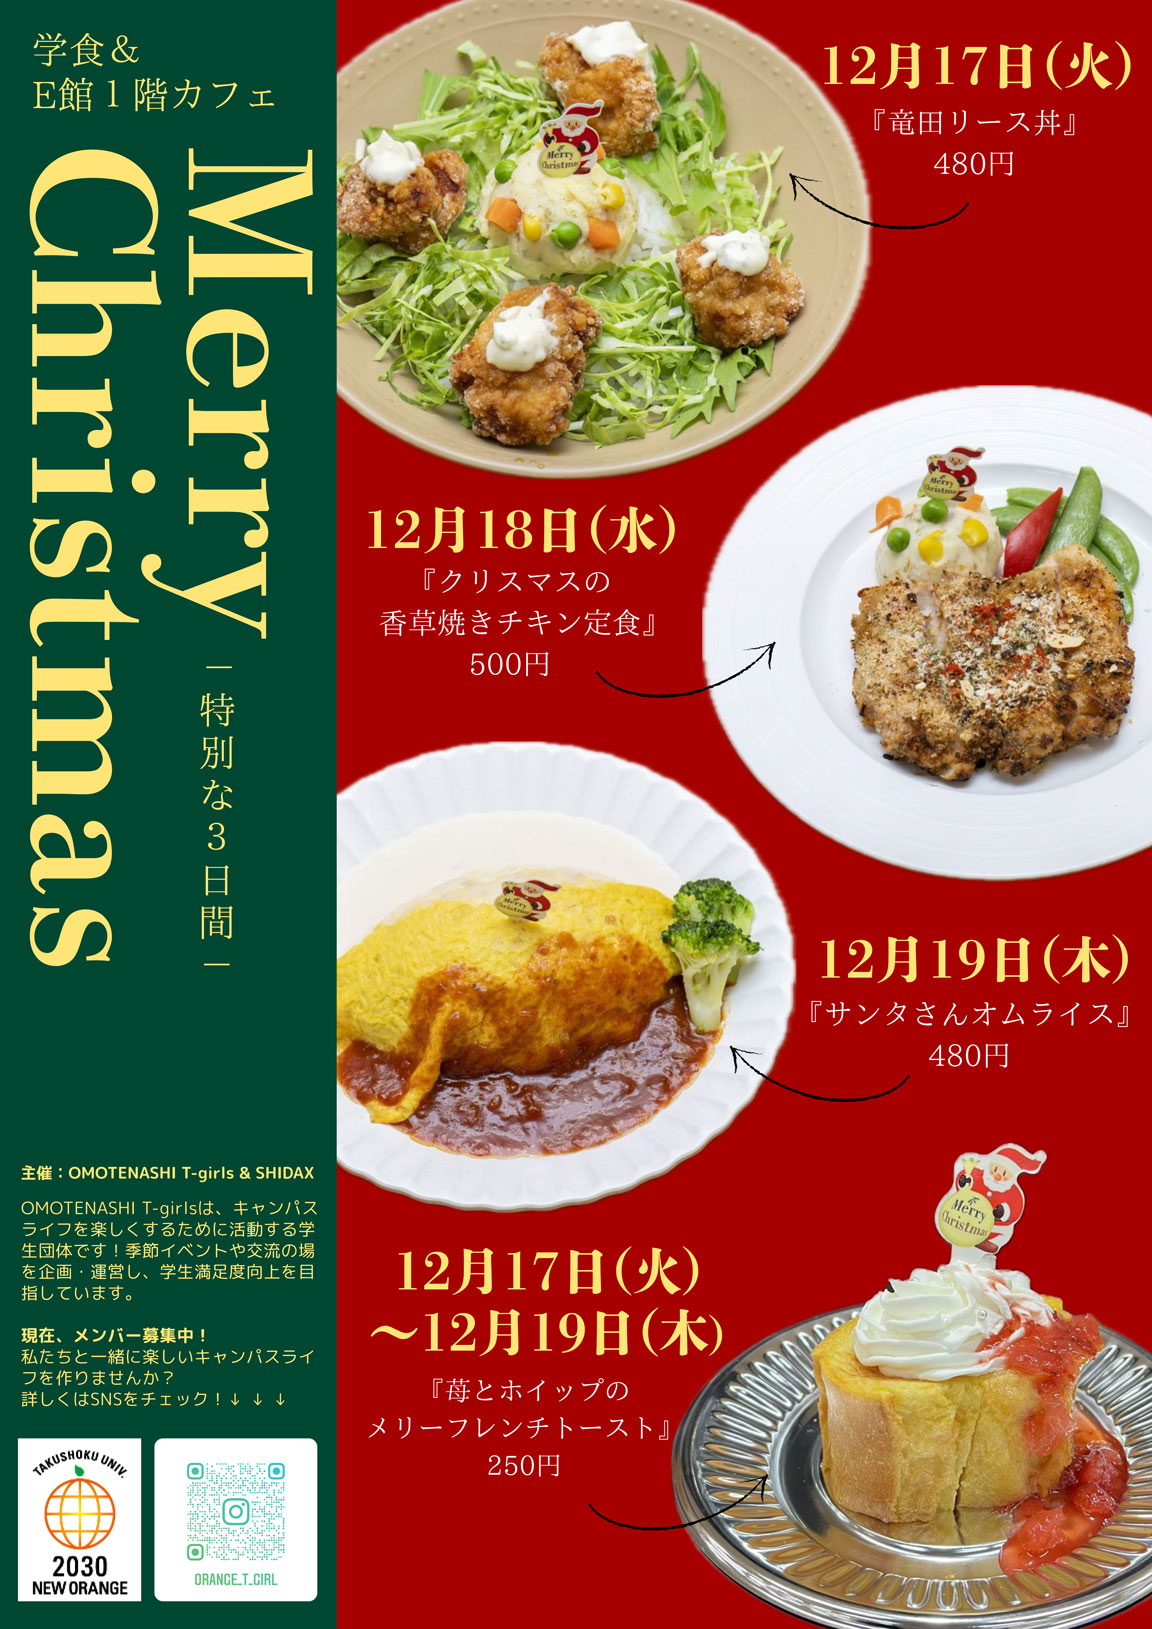 学食＆
E館１階カフェ
Merry
Christmas
－特別な３日間－
12月17日(火)
『竜田リース丼』
480円
Merry
Christmas
12月18日(水)
『クリスマスの
香草焼きチキン定食』
500円
Merry
Christmas
12月19日(木)
『サンタさんオムライス』
480円
Merry
Christmas
12月17日(火)
～12月19日(木)
『苺とホイップの
メリーフレンチトースト』
250円
Merry
Christmas
主催：OMOTENASHI T-girls & SHIDAX
OMOTENASHI T-girlsは、キャンパス
ライフを楽しくするために活動する学
生団体です！季節イベントや交流の場
を企画・運営し、学生満足度向上を目
指しています。
現在、メンバー募集中！
私たちと一緒に楽しいキャンパスライ
フを作りませんか？
詳しくはSNSをチェック！↓ ↓ ↓
TAKUSHOKU UNIV.
2030
NEW ORANGE
ORANGE_T_GIRL